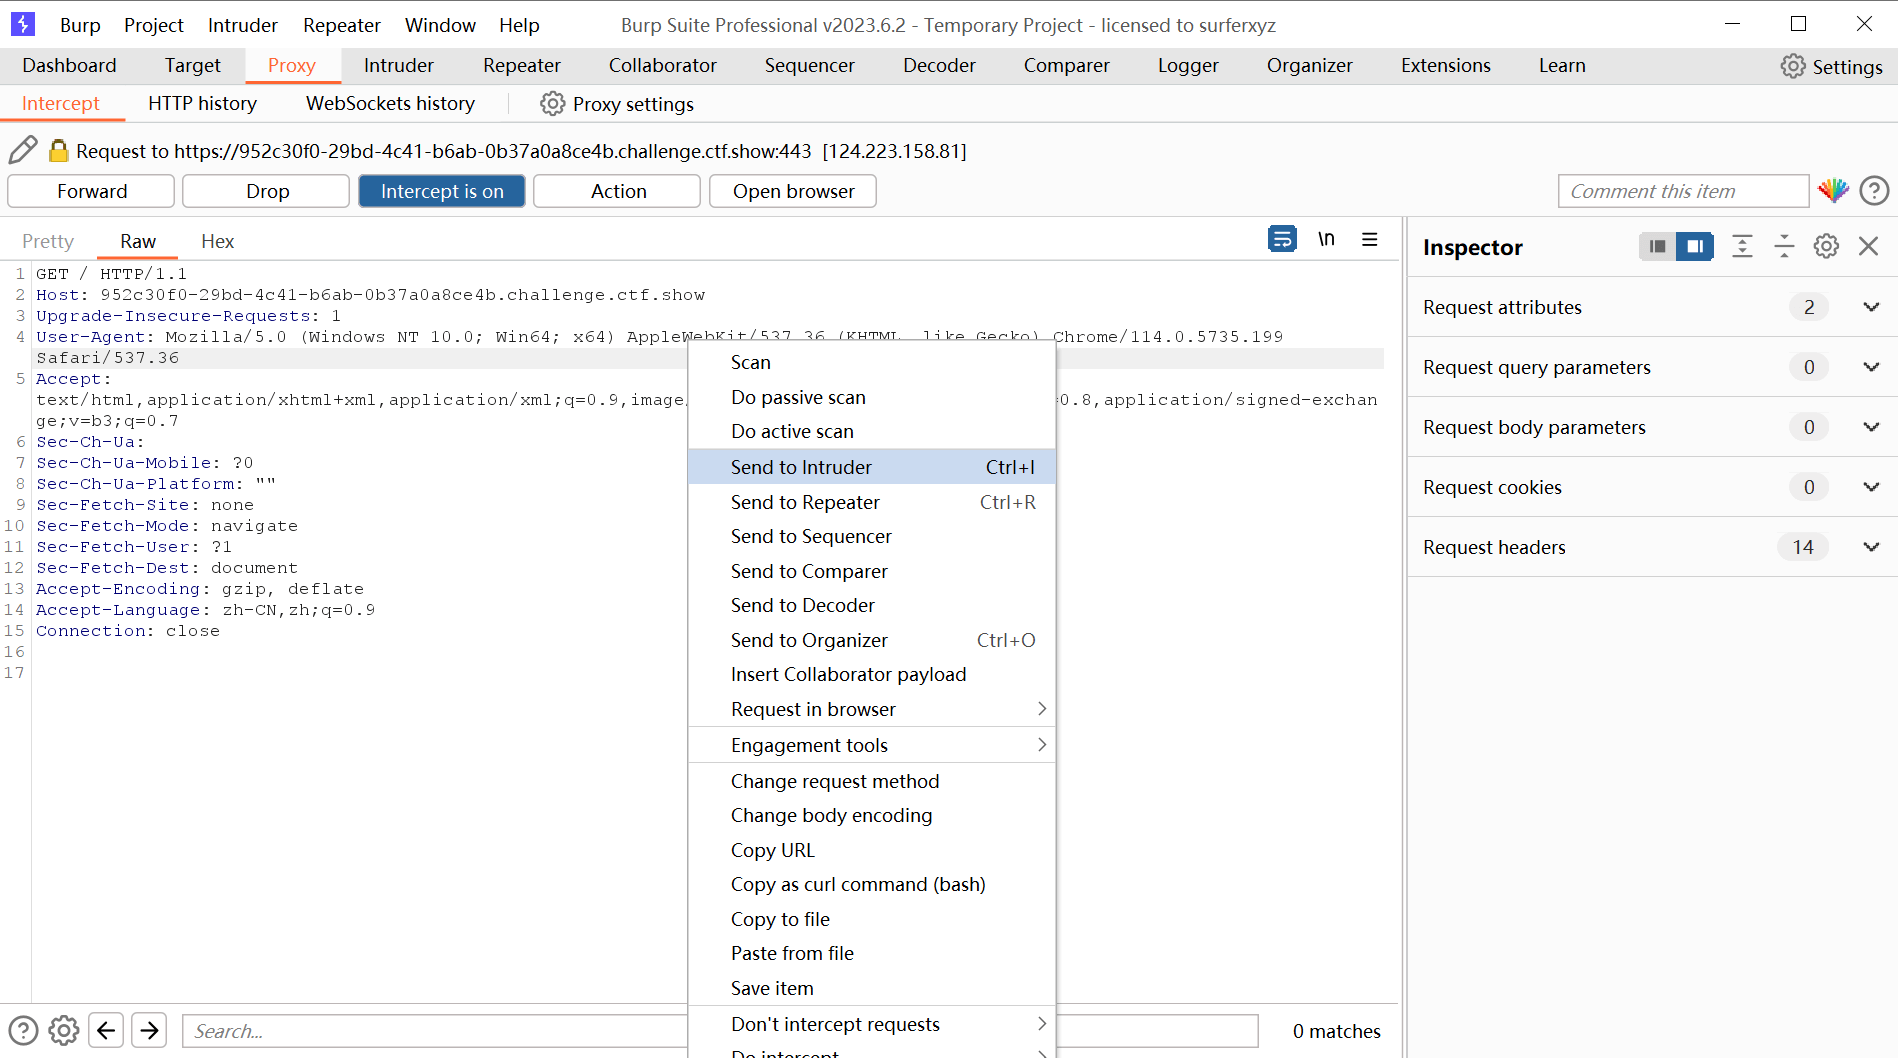 Burp Project Intruder Repeater Window Help Burp Suite Professional v2023.6.2 - Temporary Project - licensed to surferxyz
Dashboard Target Proxy Intruder Repeater Collaborator Sequencer Decoder Comparer Logger Organizer Extensions Learn Settings
Intercept HTTP history WebSockets history Proxy settings
Request to https://952c30f0-29bd-4c41-b6ab-0b37a0a8ce4b.challenge.ctf.show:443 [124.223.158.81]
Forward Drop Intercept is on Action Open browser Comment this item
Pretty Raw Hex \n
Inspector
1 GET / HTTP/1.1
2 Host: 952c30f0-29bd-4c41-b6ab-0b37a0a8ce4b.challenge.ctf.show
3 Upgrade-Insecure-Requests: 1
4 User-Agent: Mozilla/5.0 (Windows NT 10.0; Win64; x64) AppleWebKit/537.36 (KHTML, like Gecko) Chrome/114.0.5735.199
Safari/537.36
5 Accept:
text/html,application/xhtml+xml,application/xml;q=0.9,image =0.8,application/signed-exchan
ge;v=b3;q=0.7
6 Sec-Ch-Ua:
7 Sec-Ch-Ua-Mobile: ?0
8 Sec-Ch-Ua-Platform: ""
9 Sec-Fetch-Site: none
10 Sec-Fetch-Mode: navigate
11 Sec-Fetch-User: ?1
12 Sec-Fetch-Dest: document
13 Accept-Encoding: gzip, deflate
14 Accept-Language: zh-CN,zh;q=0.9
15 Connection: close
16
17
Scan
Do passive scan
Do active scan
Send to Intruder Ctrl+I
Send to Repeater Ctrl+R
Send to Sequencer
Send to Comparer
Send to Decoder
Send to Organizer Ctrl+O
Insert Collaborator payload
Request in browser
Engagement tools
Change request method
Change body encoding
Copy URL
Copy as curl command (bash)
Copy to file
Paste from file
Save item
Don't intercept requests
Do intercept
Request attributes 2
Request query parameters 0
Request body parameters 0
Request cookies 0
Request headers 14
Search... 0 matches